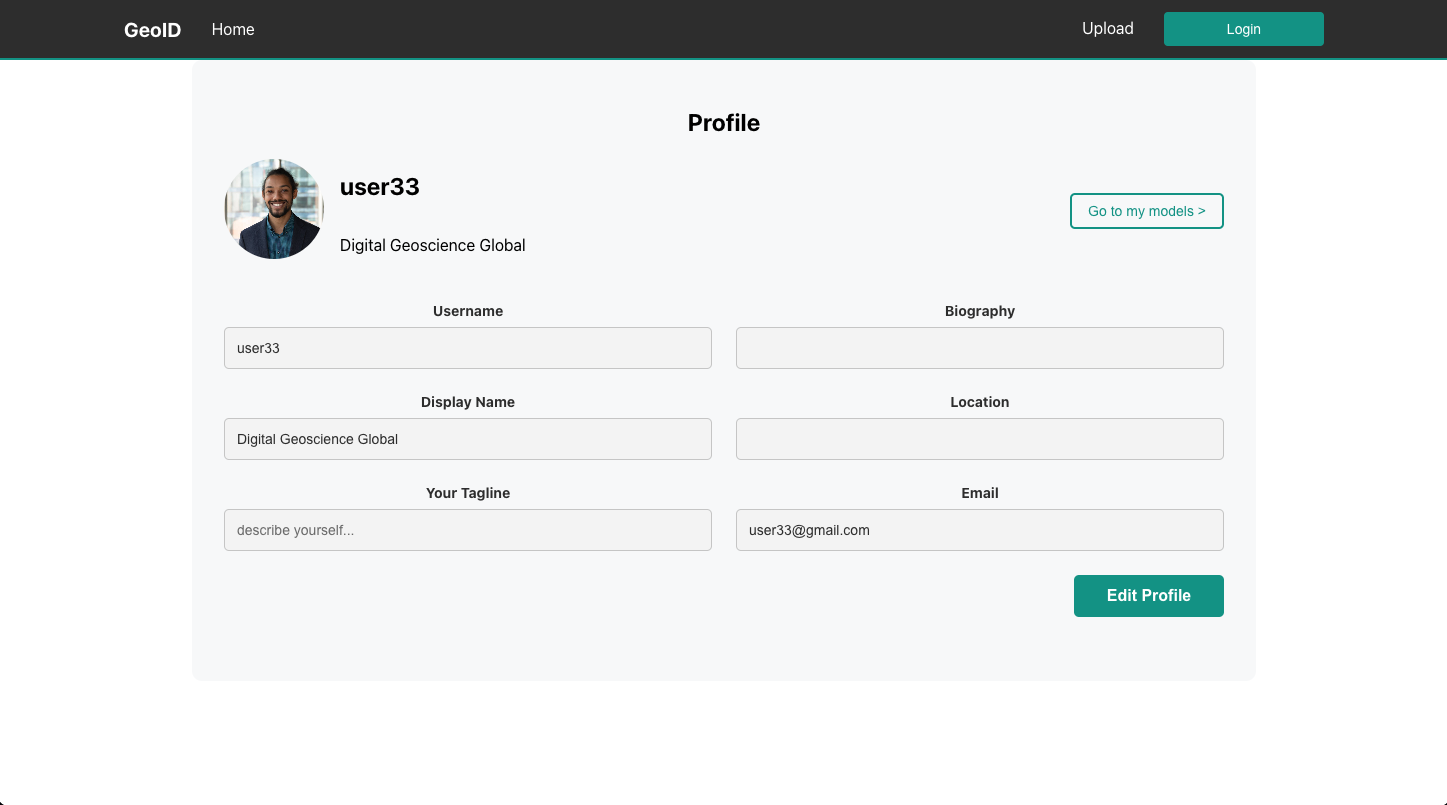 GeoID Home Upload Login
Profile
user33
Go to my models >
Digital Geoscience Global
Username Biography
user33
Display Name Location
Digital Geoscience Global
Your Tagline Email
describe yourself... user33@gmail.com
Edit Profile